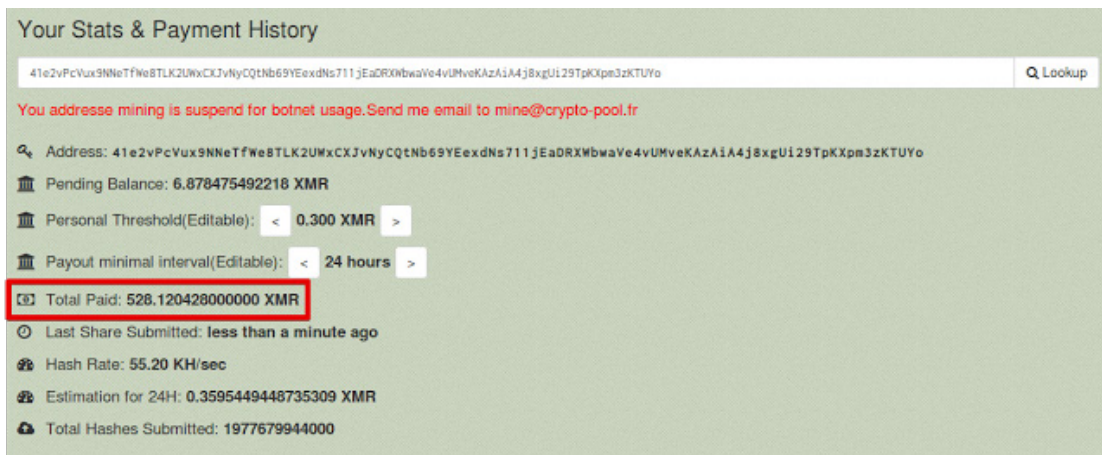 Your Stats & Payment History
41e2vPcVux9NNeTfWe8TLK2UWxCXJvNyCQtNb69YEexdNs711jEaDRXWbwaVe4vUMveKAzAiA4j8xgUi29TpKXpm3zKTUYo
Lookup
You addresse mining is suspend for botnet usage.Send me email to mine@crypto-pool.fr
Address: 41e2vPcVux9NNeTfWe8TLK2UWxCXJvNyCQtNb69YEexdNs711jEaDRXWbwaVe4vUMveKAzAiA4j8xgUi29TpKXpm3zKTUYo
Pending Balance: 6.878475492218 XMR
Personal Threshold(Editable): < 0.300 XMR >
Payout minimal interval(Editable): < 24 hours >
Total Paid: 528.120428000000 XMR
Last Share Submitted: less than a minute ago
Hash Rate: 55.20 KH/sec
Estimation for 24H: 0.3595449448735309 XMR
Total Hashes Submitted: 1977679944000